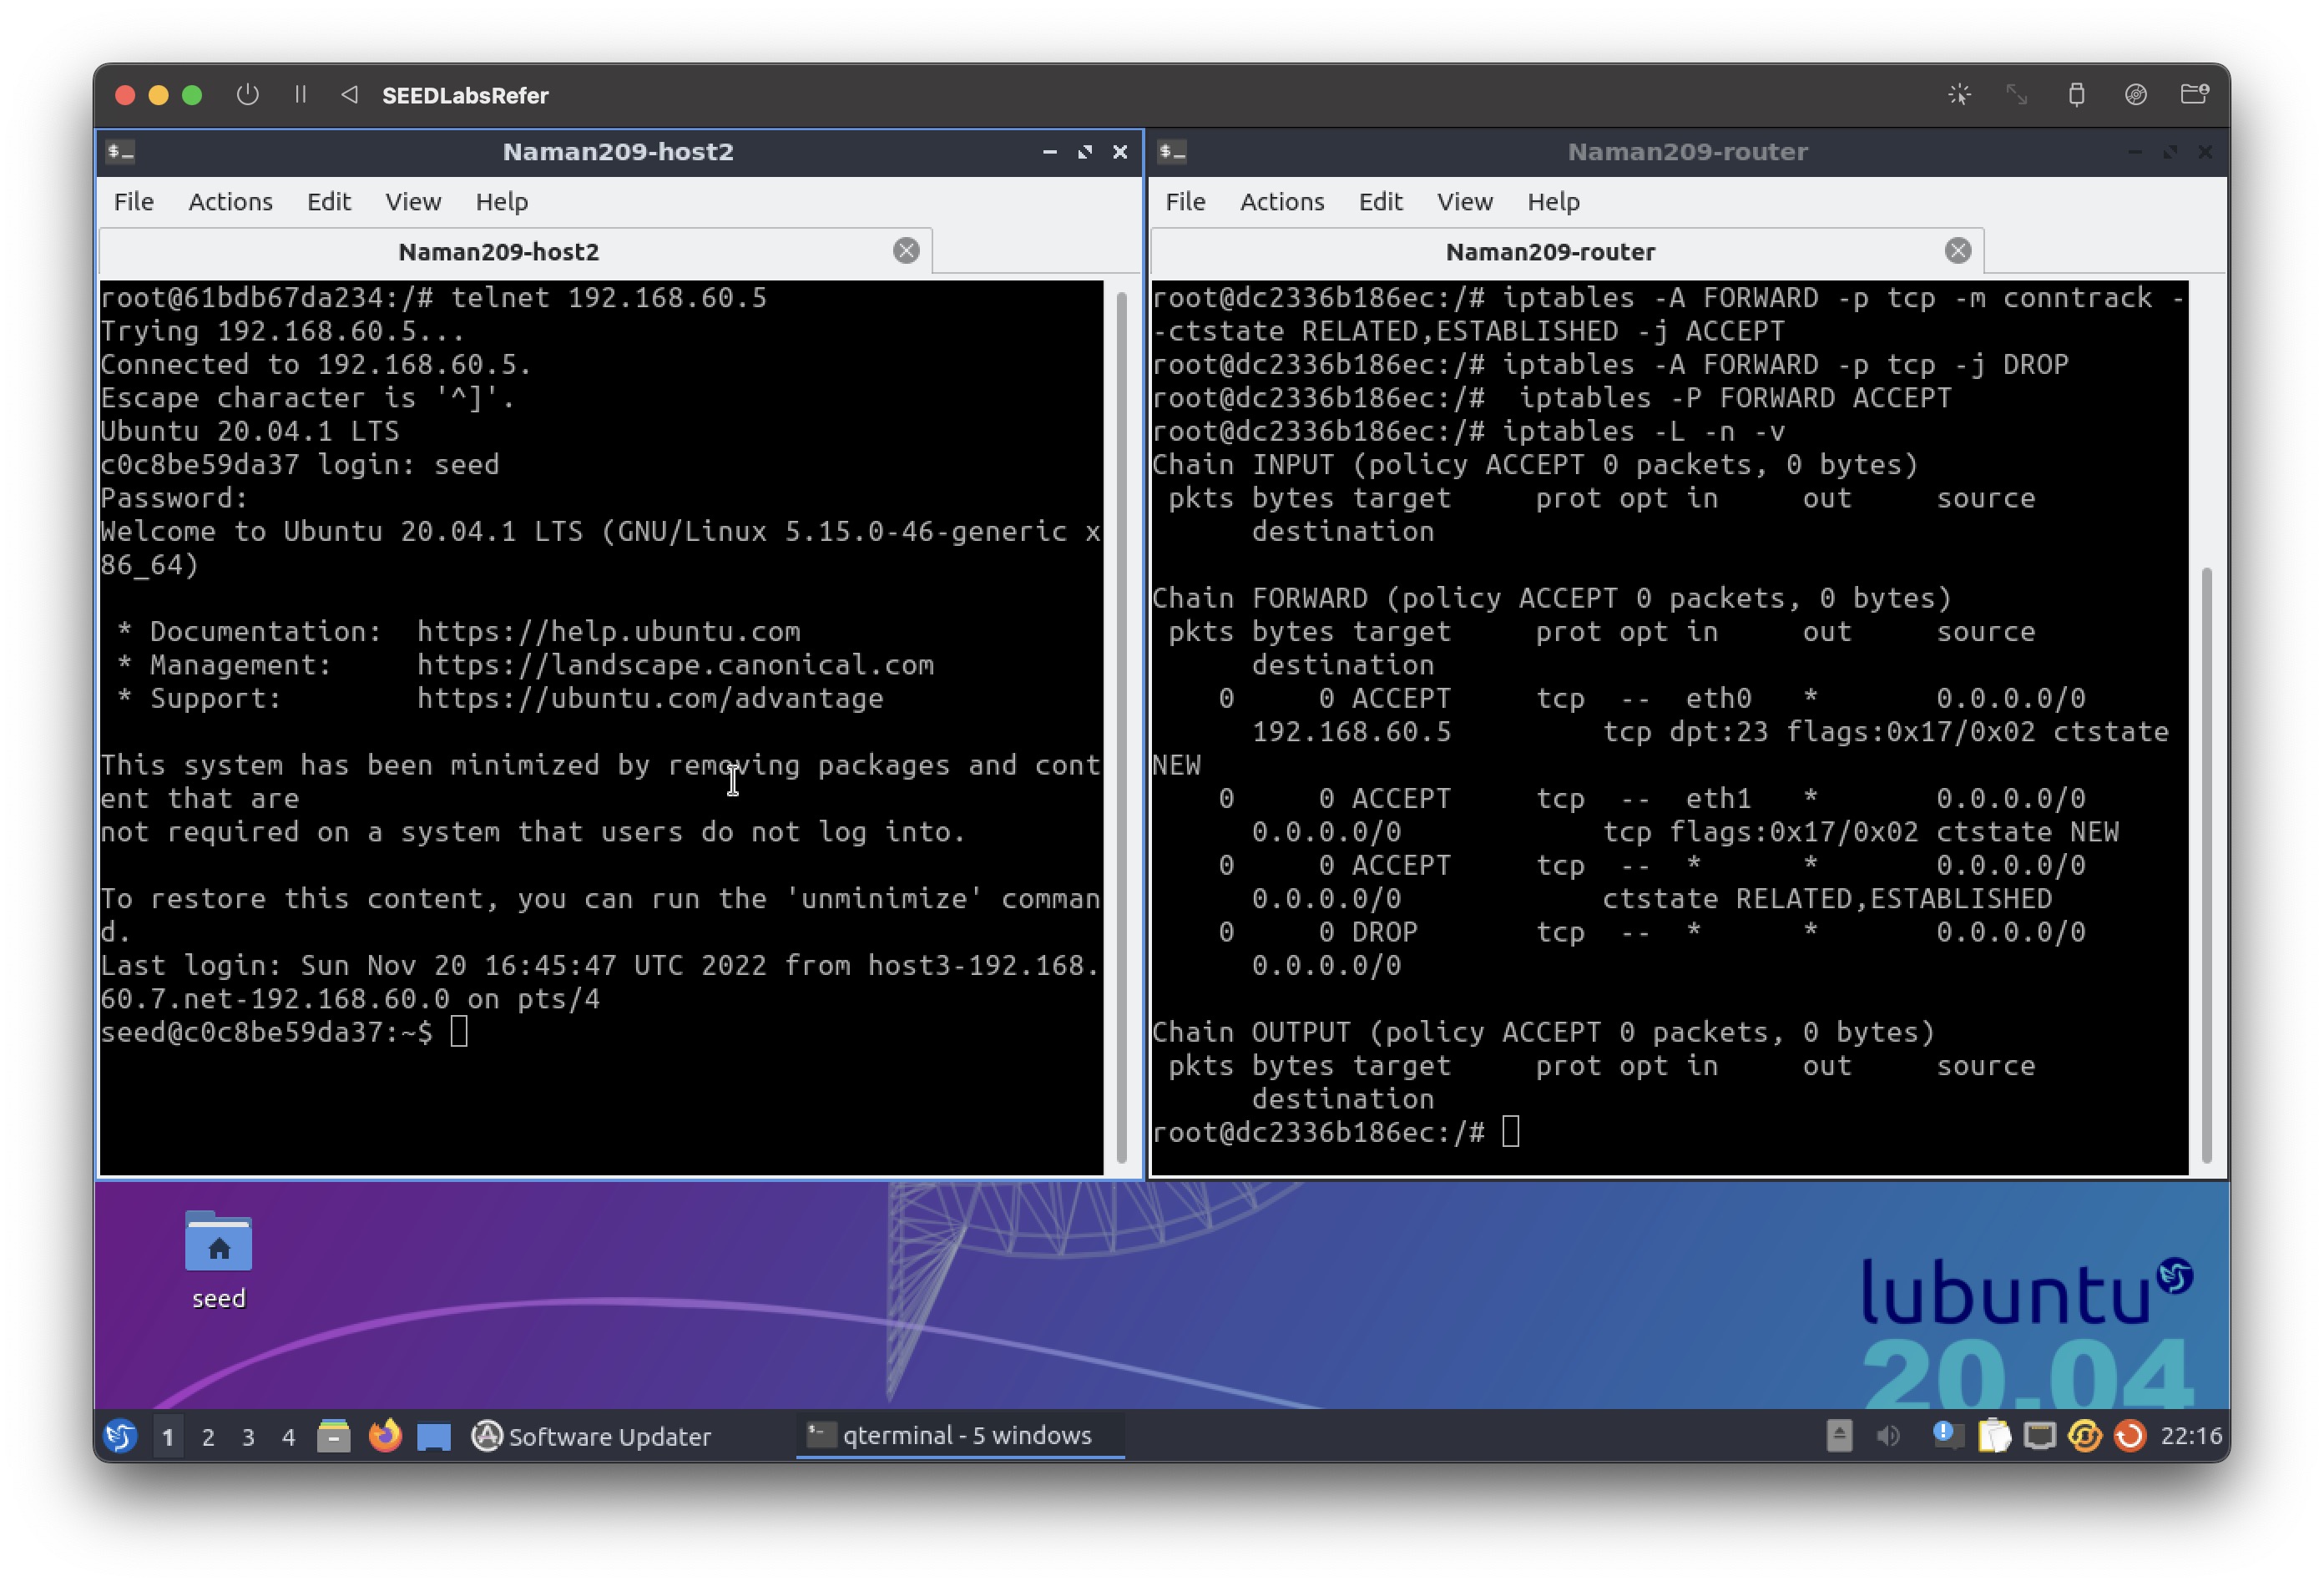 SEEDLabsRefer
Naman209-host2
File Actions Edit View Help
Naman209-host2
root@61bdb67da234:/# telnet 192.168.60.5
Trying 192.168.60.5...
Connected to 192.168.60.5.
Escape character is '^]'.
Ubuntu 20.04.1 LTS
c0c8be59da37 login: seed
Password:
Welcome to Ubuntu 20.04.1 LTS (GNU/Linux 5.15.0-46-generic x
86_64)
 * Documentation:  https://help.ubuntu.com
 * Management:     https://landscape.canonical.com
 * Support:        https://ubuntu.com/advantage
This system has been minimized by removing packages and cont
ent that are
not required on a system that users do not log into.
To restore this content, you can run the 'unminimize' comman
d.
Last login: Sun Nov 20 16:45:47 UTC 2022 from host3-192.168.
60.7.net-192.168.60.0 on pts/4
seed@c0c8be59da37:~$
Naman209-router
File Actions Edit View Help
Naman209-router
root@dc2336b186ec:/# iptables -A FORWARD -p tcp -m conntrack -
-ctstate RELATED,ESTABLISHED -j ACCEPT
root@dc2336b186ec:/# iptables -A FORWARD -p tcp -j DROP
root@dc2336b186ec:/#  iptables -P FORWARD ACCEPT
root@dc2336b186ec:/# iptables -L -n -v
Chain INPUT (policy ACCEPT 0 packets, 0 bytes)
 pkts bytes target     prot opt in     out     source
      destination
Chain FORWARD (policy ACCEPT 0 packets, 0 bytes)
 pkts bytes target     prot opt in     out     source
      destination
    0     0 ACCEPT     tcp  --  eth0   *       0.0.0.0/0
      192.168.60.5         tcp dpt:23 flags:0x17/0x02 ctstate
NEW
    0     0 ACCEPT     tcp  --  eth1   *       0.0.0.0/0
      0.0.0.0/0            tcp flags:0x17/0x02 ctstate NEW
    0     0 ACCEPT     tcp  --  *      *       0.0.0.0/0
      0.0.0.0/0            ctstate RELATED,ESTABLISHED
    0     0 DROP       tcp  --  *      *       0.0.0.0/0
      0.0.0.0/0
Chain OUTPUT (policy ACCEPT 0 packets, 0 bytes)
 pkts bytes target     prot opt in     out     source
      destination
root@dc2336b186ec:/#
seed
lubuntu
20.04
1 2 3 4 Software Updater qterminal - 5 windows 22:16